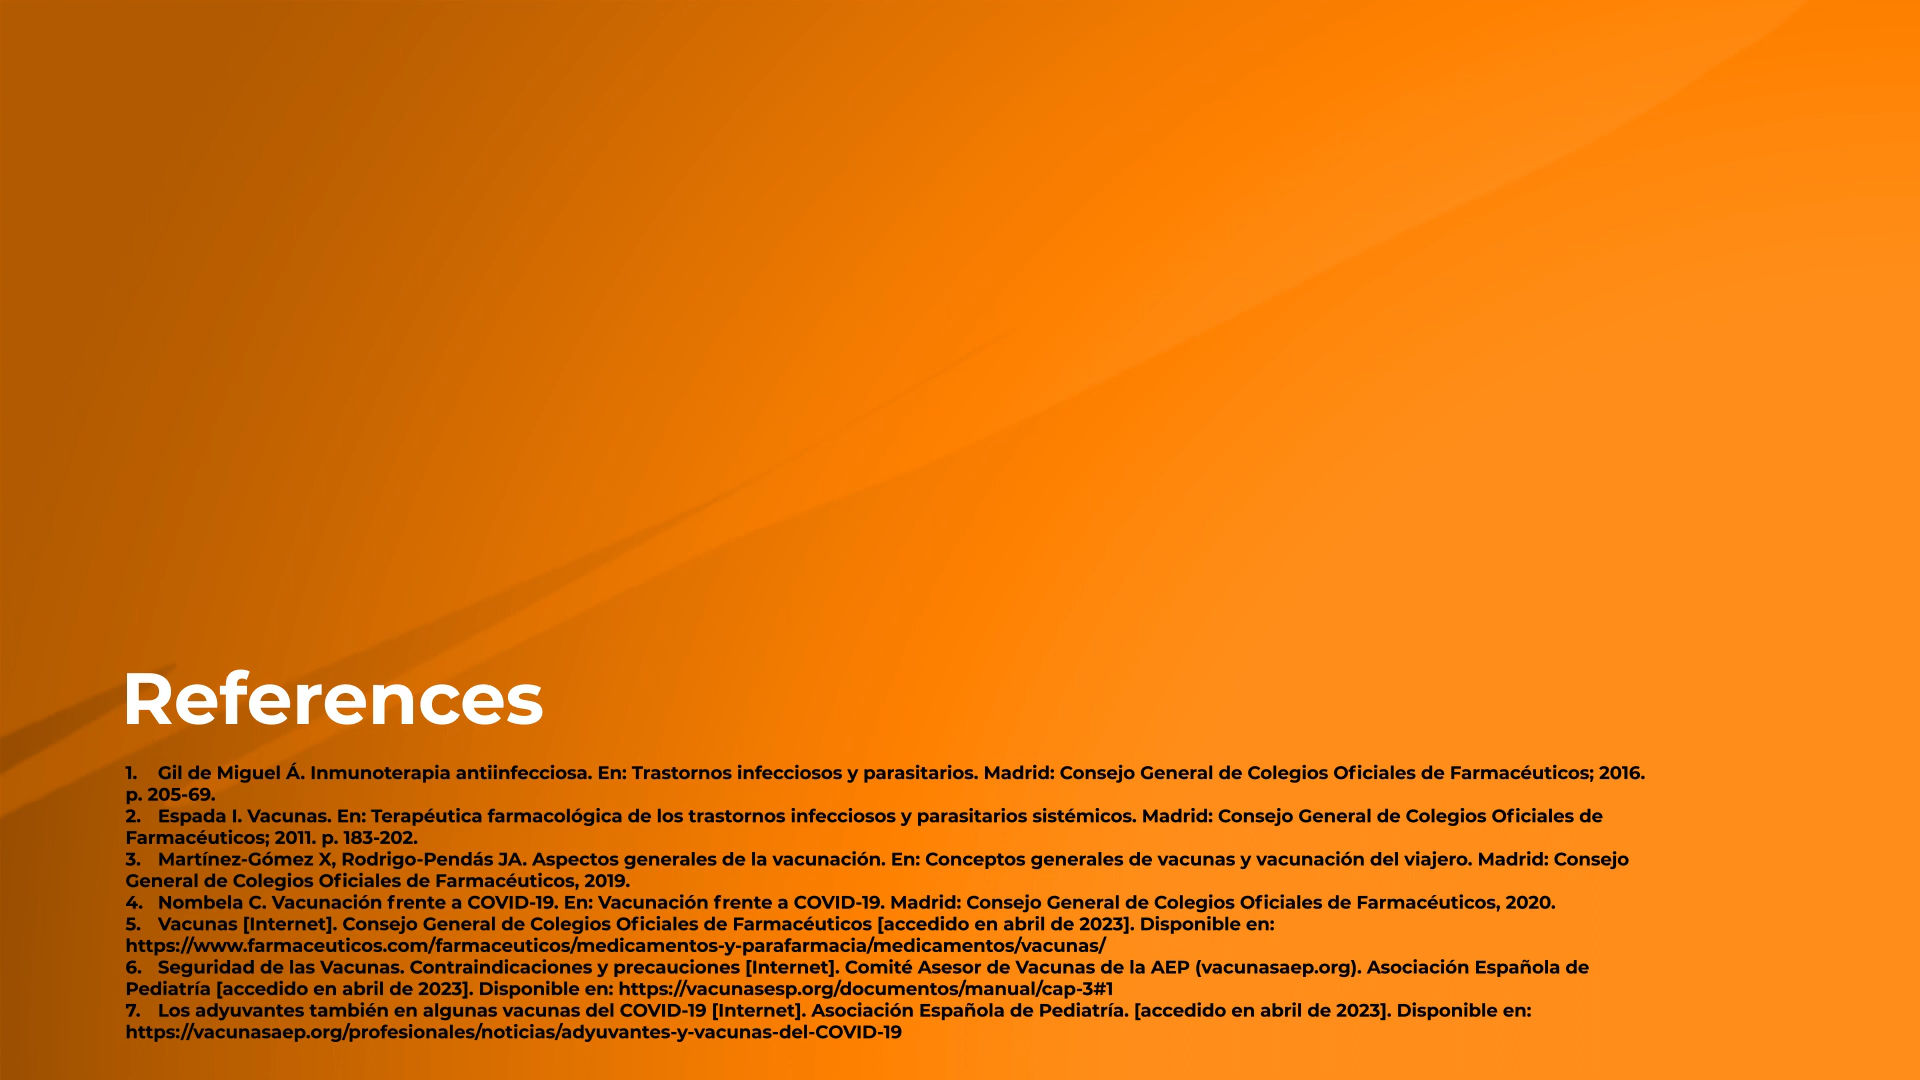 References
1. Gil de Miguel Á. Inmunoterapia antiinfecciosa. En: Trastornos infecciosos y parasitarios. Madrid: Consejo General de Colegios Oficiales de Farmacéuticos; 2016.
p. 205-69.
2. Espada I. Vacunas. En: Terapéutica farmacológica de los trastornos infecciosos y parasitarios sistémicos. Madrid: Consejo General de Colegios Oficiales de
Farmacéuticos; 2011. p. 183-202.
3. Martínez-Gómez X, Rodrigo-Pendás JA. Aspectos generales de la vacunación. En: Conceptos generales de vacunas y vacunación del viajero. Madrid: Consejo
General de Colegios Oficiales de Farmacéuticos, 2019.
4. Nombela C. Vacunación frente a COVID-19. En: Vacunación frente a COVID-19. Madrid: Consejo General de Colegios Oficiales de Farmacéuticos, 2020.
5. Vacunas [Internet]. Consejo General de Colegios Oficiales de Farmacéuticos [accedido en abril de 2023]. Disponible en:
https://www.farmaceuticos.com/farmaceuticos/medicamentos-y-parafarmacia/medicamentos/vacunas/
6. Seguridad de las Vacunas. Contraindicaciones y precauciones [Internet]. Comité Asesor de Vacunas de la AEP (vacunasaep.org). Asociación Española de
Pediatría [accedido en abril de 2023]. Disponible en: https://vacunasesp.org/documentos/manual/cap-3#1
7. Los adyuvantes también en algunas vacunas del COVID-19 [Internet]. Asociación Española de Pediatría. [accedido en abril de 2023]. Disponible en:
https://vacunasaep.org/profesionales/noticias/adyuvantes-y-vacunas-del-COVID-19